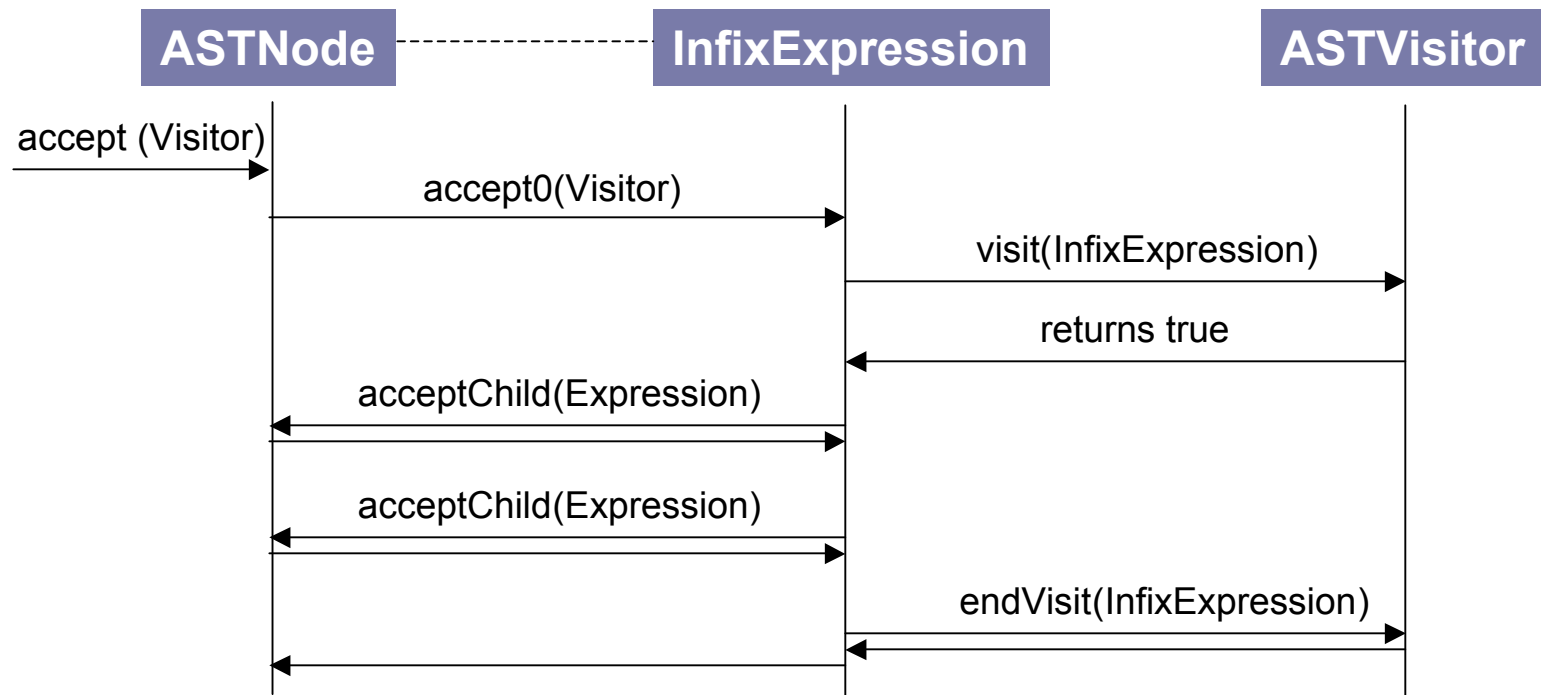 ASTNode
InfixExpression
ASTVisitor
accept (Visitor)
accept0(Visitor)
visit(InfixExpression)
returns true
acceptChild(Expression)
acceptChild(Expression)
endVisit(InfixExpression)